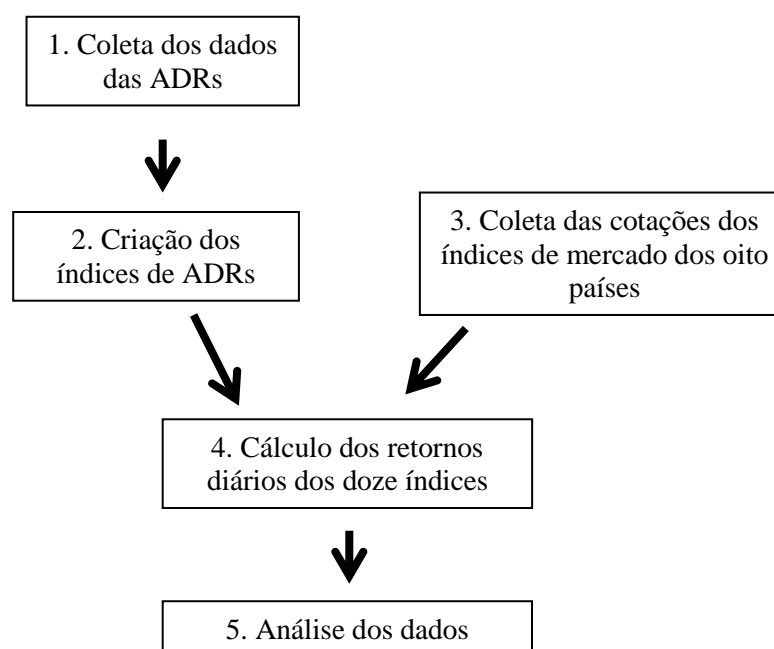 1. Coleta dos dados
das ADRs
2. Criação dos
índices de ADRs
3. Coleta das cotações dos
índices de mercado dos oito
países
4. Cálculo dos retornos
diários dos doze índices
5. Análise dos dados